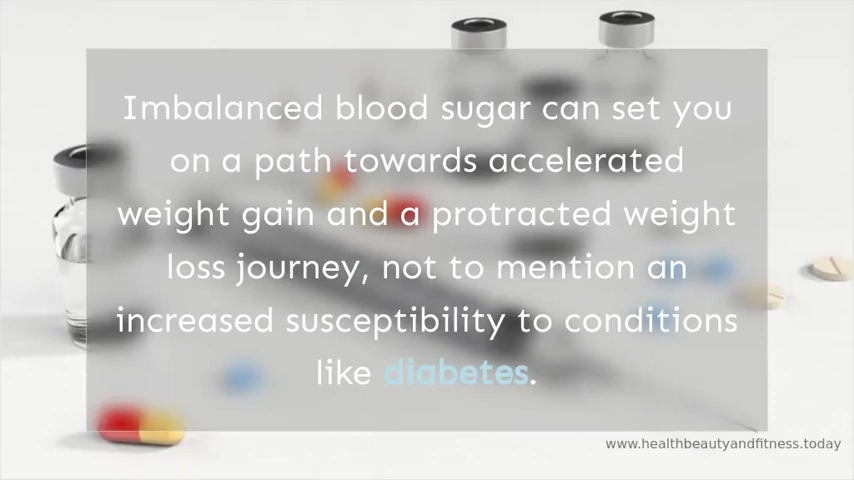 Imbalanced blood sugar can set you
on a path towards accelerated
weight gain and a protracted weight
loss journey, not to mention an
increased susceptibility to conditions
like diabetes.
www.healthbeautyandfitness.today